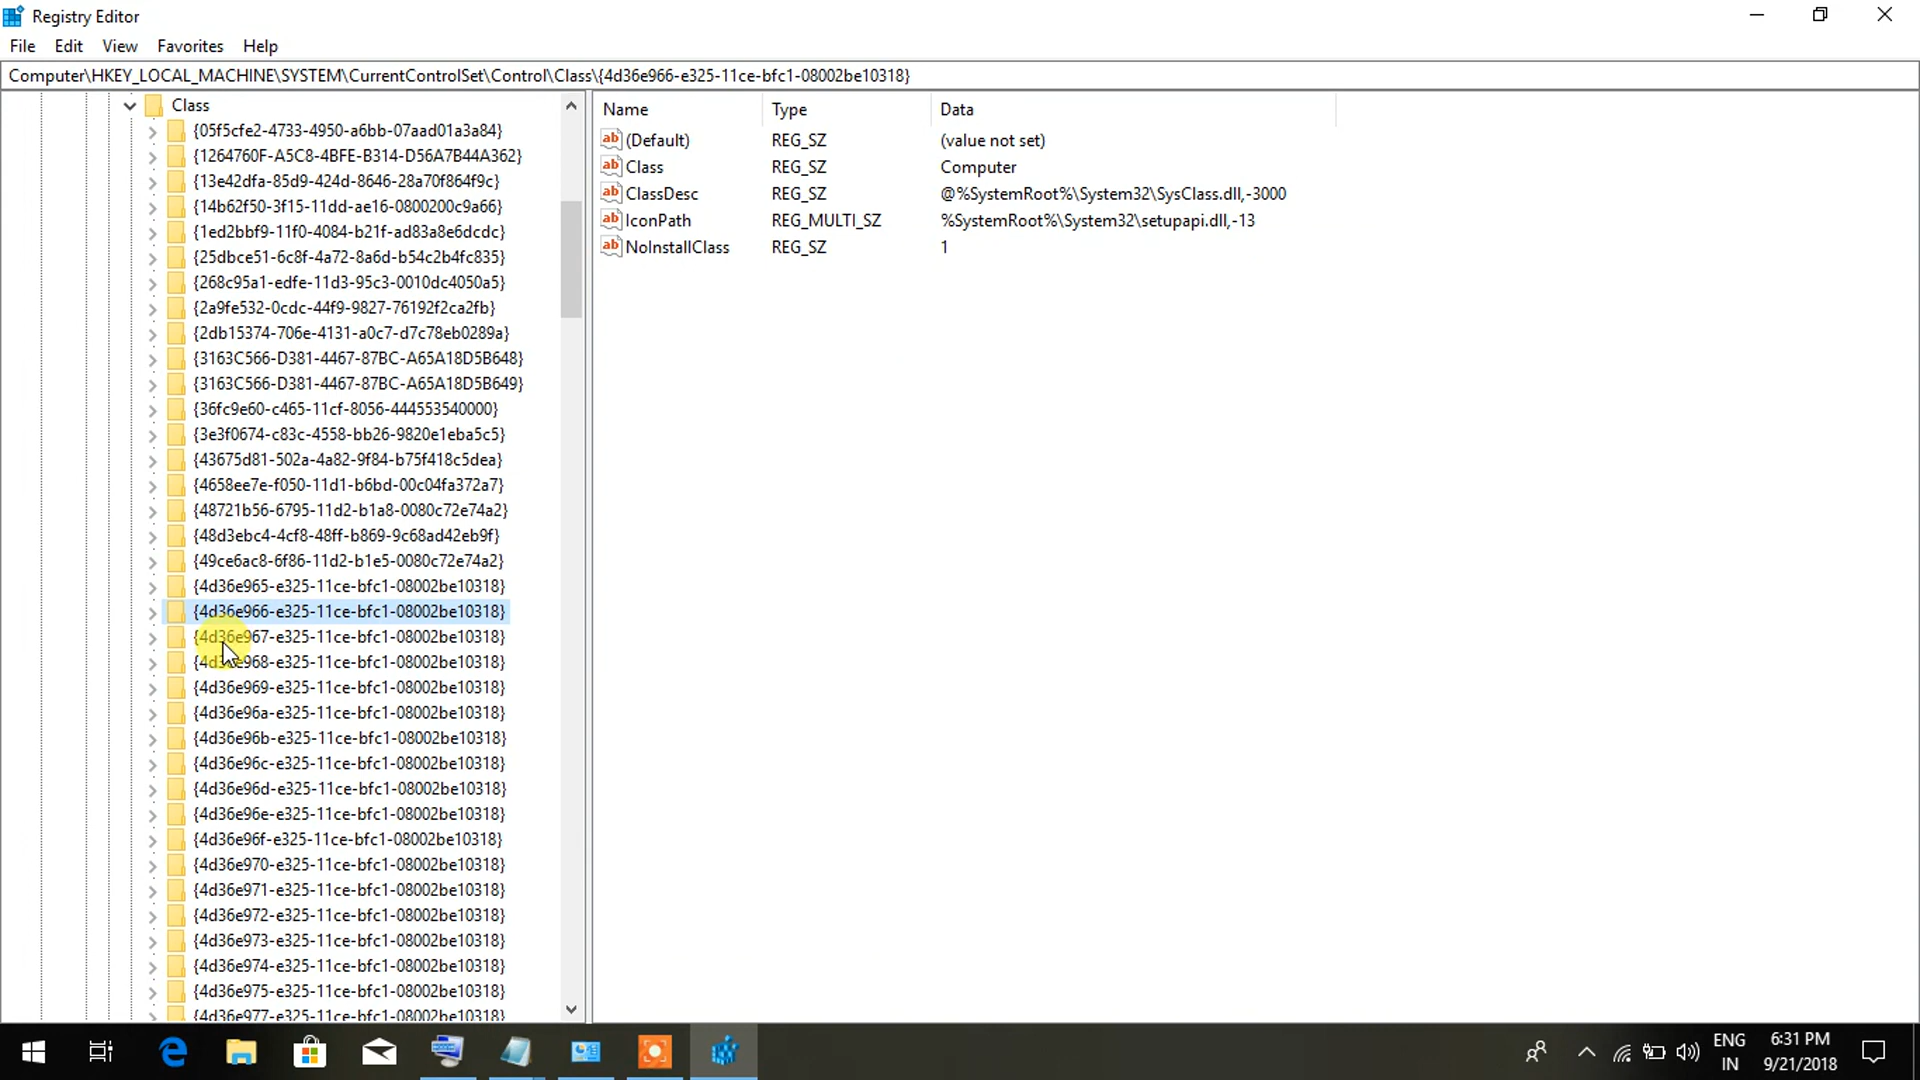 Registry Editor
File Edit View Favorites Help
Computer\HKEY_LOCAL_MACHINE\SYSTEM\CurrentControlSet\Control\Class\{4d36e966-e325-11ce-bfc1-08002be10318}
Class
{05f5cfe2-4733-4950-a6bb-07aad01a3a84}
{1264760F-A5C8-4BFE-B314-D56A7B44A362}
{13e42dfa-85d9-424d-8646-28a70f864f9c}
{14b62f50-3f15-11dd-ae16-0800200c9a66}
{1ed2bbf9-11f0-4084-b21f-ad83a8e6dcdc}
{25dbce51-6c8f-4a72-8a6d-b54c2b4fc835}
{268c95a1-edfe-11d3-95c3-0010dc4050a5}
{2a9fe532-0cdc-44f9-9827-76192f2ca2fb}
{2db15374-706e-4131-a0c7-d7c78eb0289a}
{3163C566-D381-4467-87BC-A65A18D5B648}
{3163C566-D381-4467-87BC-A65A18D5B649}
{36fc9e60-c465-11cf-8056-444553540000}
{3e3f0674-c83c-4558-bb26-9820e1eba5c5}
{43675d81-502a-4a82-9f84-b75f418c5dea}
{4658ee7e-f050-11d1-b6bd-00c04fa372a7}
{48721b56-6795-11d2-b1a8-0080c72e74a2}
{48d3ebc4-4cf8-48ff-b869-9c68ad42eb9f}
{49ce6ac8-6f86-11d2-b1e5-0080c72e74a2}
{4d36e965-e325-11ce-bfc1-08002be10318}
{4d36e966-e325-11ce-bfc1-08002be10318}
{4d36e967-e325-11ce-bfc1-08002be10318}
{4d36e968-e325-11ce-bfc1-08002be10318}
{4d36e969-e325-11ce-bfc1-08002be10318}
{4d36e96a-e325-11ce-bfc1-08002be10318}
{4d36e96b-e325-11ce-bfc1-08002be10318}
{4d36e96c-e325-11ce-bfc1-08002be10318}
{4d36e96d-e325-11ce-bfc1-08002be10318}
{4d36e96e-e325-11ce-bfc1-08002be10318}
{4d36e96f-e325-11ce-bfc1-08002be10318}
{4d36e970-e325-11ce-bfc1-08002be10318}
{4d36e971-e325-11ce-bfc1-08002be10318}
{4d36e972-e325-11ce-bfc1-08002be10318}
{4d36e973-e325-11ce-bfc1-08002be10318}
{4d36e974-e325-11ce-bfc1-08002be10318}
{4d36e975-e325-11ce-bfc1-08002be10318}
{4d36e977-e325-11ce-bfc1-08002be10318}
Name Type Data
(Default) REG_SZ (value not set)
Class REG_SZ Computer
ClassDesc REG_SZ @%SystemRoot%\System32\SysClass.dll,-3000
IconPath REG_MULTI_SZ %SystemRoot%\System32\setupapi.dll,-13
NoInstallClass REG_SZ 1
ENG 6:31 PM
IN 9/21/2018